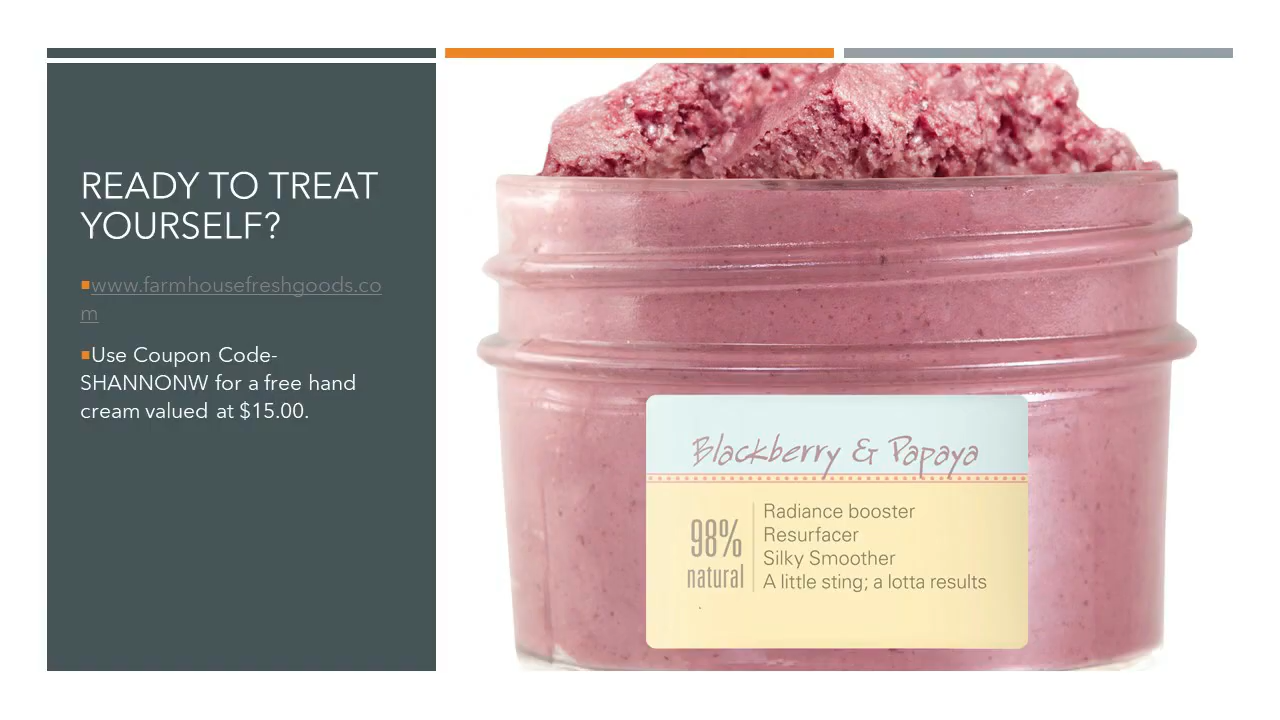 READY TO TREAT
YOURSELF?
www.farmhousefreshgoods.co
m
Use Coupon Code-
SHANNONW for a free hand
cream valued at $15.00.
Blackberry & Papaya
98%
natural
Radiance booster
Resurfacer
Silky Smoother
A little sting; a lotta results